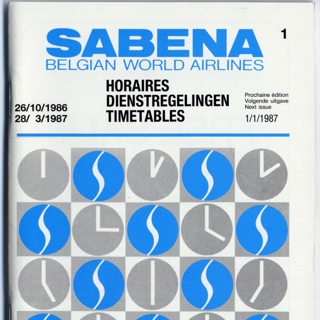 SABENA
1
BELGIAN WORLD AIRLINES
HORAIRES
DIENSTREGELINGEN
TIMETABLES
26/10/1986
28/ 3/1987
Prochaine édition
Volgende uitgave
Next issue
1/1/1987